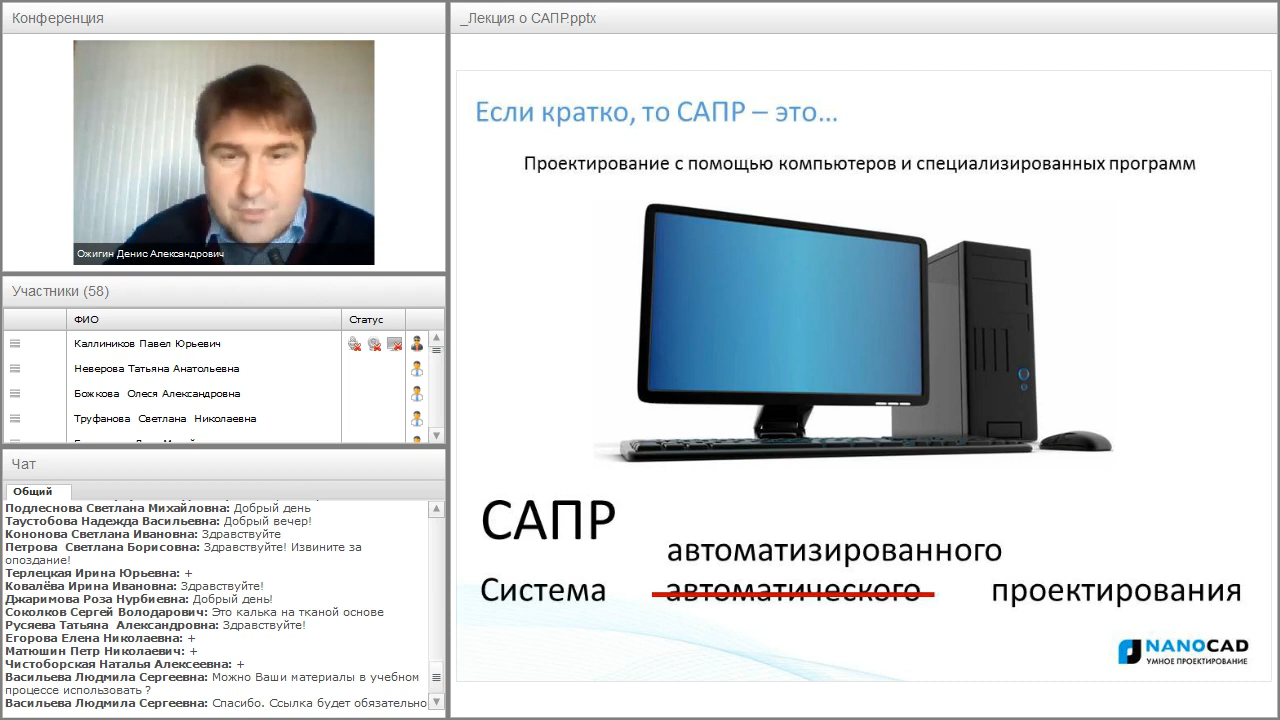 Конференция
Ожигин Денис Александрович
Участники (58)
ФИО Статус
Каллиников Павел Юрьевич
Неверова Татьяна Анатольевна
Божкова Олеся Александровна
Труфанова Светлана Николаевна
Чат
Общий
Подлеснова Светлана Михайловна: Добрый день
Таустобова Надежда Васильевна: Добрый вечер!
Кононова Светлана Ивановна: Здравствуйте
Петрова Светлана Борисовна: Здравствуйте! Извините за
опоздание!
Терлецкая Ирина Юрьевна: +
Ковалёва Ирина Ивановна: Здравствуйте!
Джаримова Роза Нурбиевна: Добрый день!
Соколков Сергей Володарович: Это калька на тканой основе
Русяева Татьяна Александровна: Здравствуйте!
Егорова Елена Николаевна: +
Матюшин Петр Николаевич: +
Чистоборская Наталья Алексеевна: +
Васильева Людмила Сергеевна: Можно Ваши материалы в учебном
процессе использовать ?
Васильева Людмила Сергеевна: Спасибо. Ссылка будет обязательно
_Лекция о САПР.pptx
Если кратко, то САПР – это...
Проектирование с помощью компьютеров и специализированных программ
САПР
автоматизированного
Система автоматического проектирования
NANOCAD
УМНОЕ ПРОЕКТИРОВАНИЕ